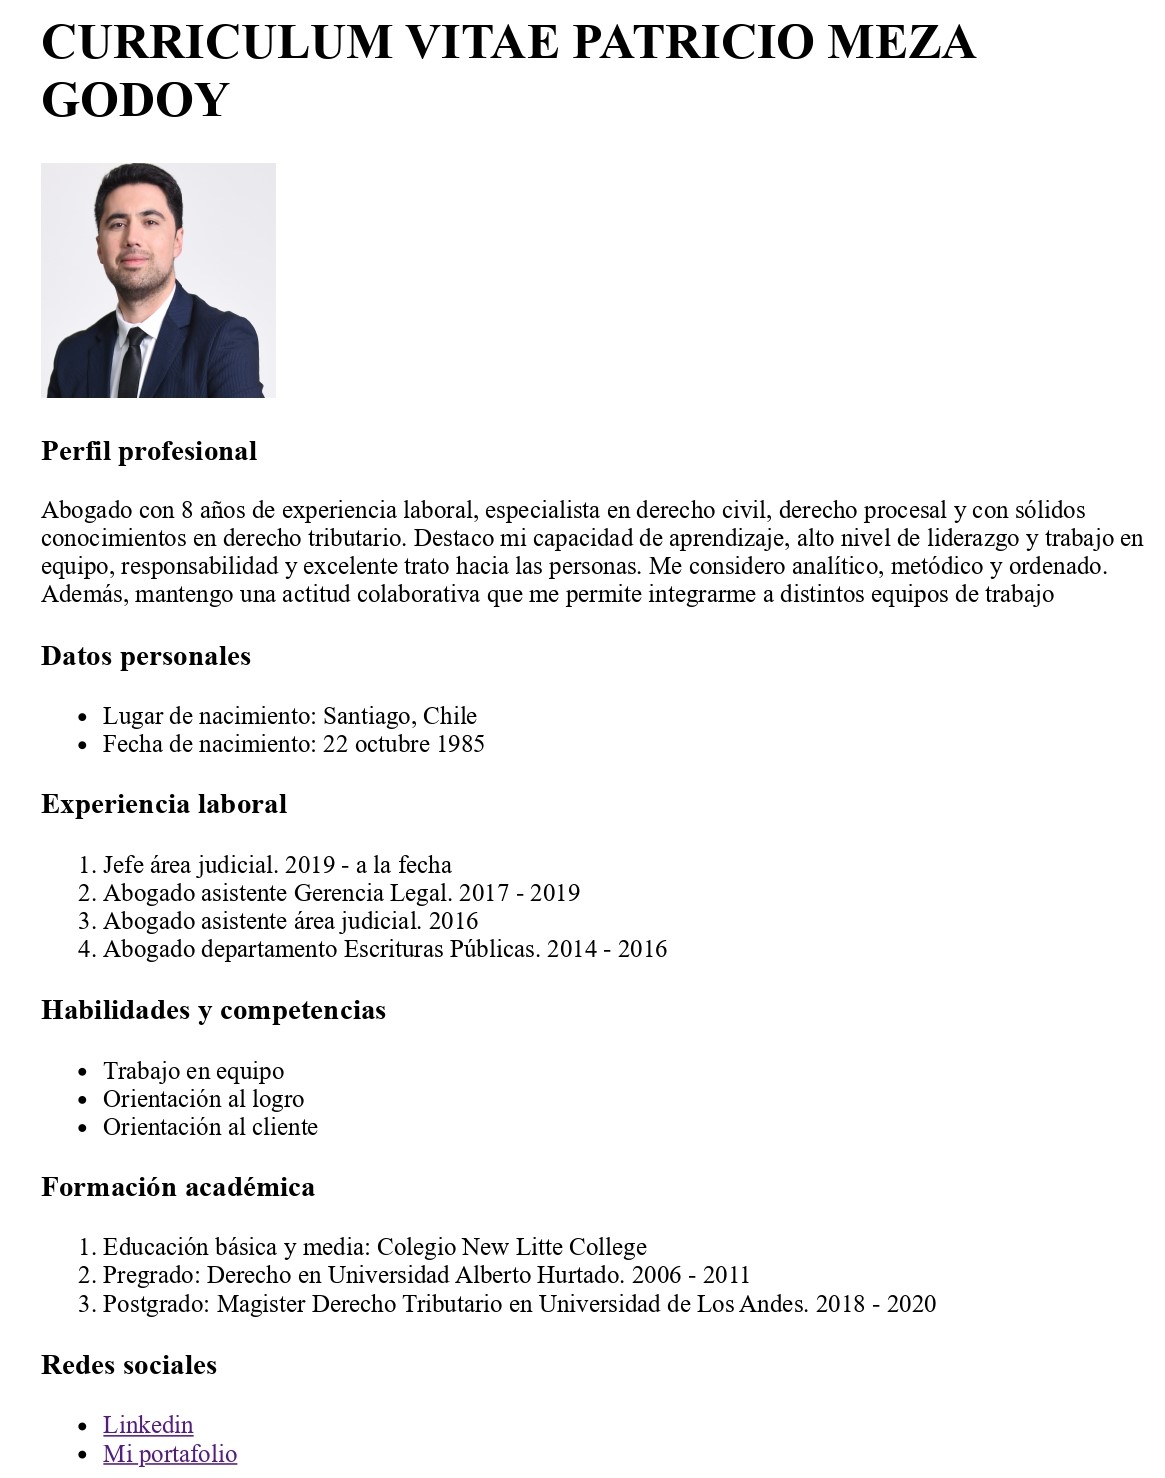 CURRICULUM VITAE PATRICIO MEZA
GODOY
Perfil profesional
Abogado con 8 años de experiencia laboral, especialista en derecho civil, derecho procesal y con sólidos
conocimientos en derecho tributario. Destaco mi capacidad de aprendizaje, alto nivel de liderazgo y trabajo en
equipo, responsabilidad y excelente trato hacia las personas. Me considero analítico, metódico y ordenado.
Además, mantengo una actitud colaborativa que me permite integrarme a distintos equipos de trabajo
Datos personales
• Lugar de nacimiento: Santiago, Chile
• Fecha de nacimiento: 22 octubre 1985
Experiencia laboral
1. Jefe área judicial. 2019 - a la fecha
2. Abogado asistente Gerencia Legal. 2017 - 2019
3. Abogado asistente área judicial. 2016
4. Abogado departamento Escrituras Públicas. 2014 - 2016
Habilidades y competencias
• Trabajo en equipo
• Orientación al logro
• Orientación al cliente
Formación académica
1. Educación básica y media: Colegio New Litte College
2. Pregrado: Derecho en Universidad Alberto Hurtado. 2006 - 2011
3. Postgrado: Magister Derecho Tributario en Universidad de Los Andes. 2018 - 2020
Redes sociales
• Linkedin
• Mi portafolio